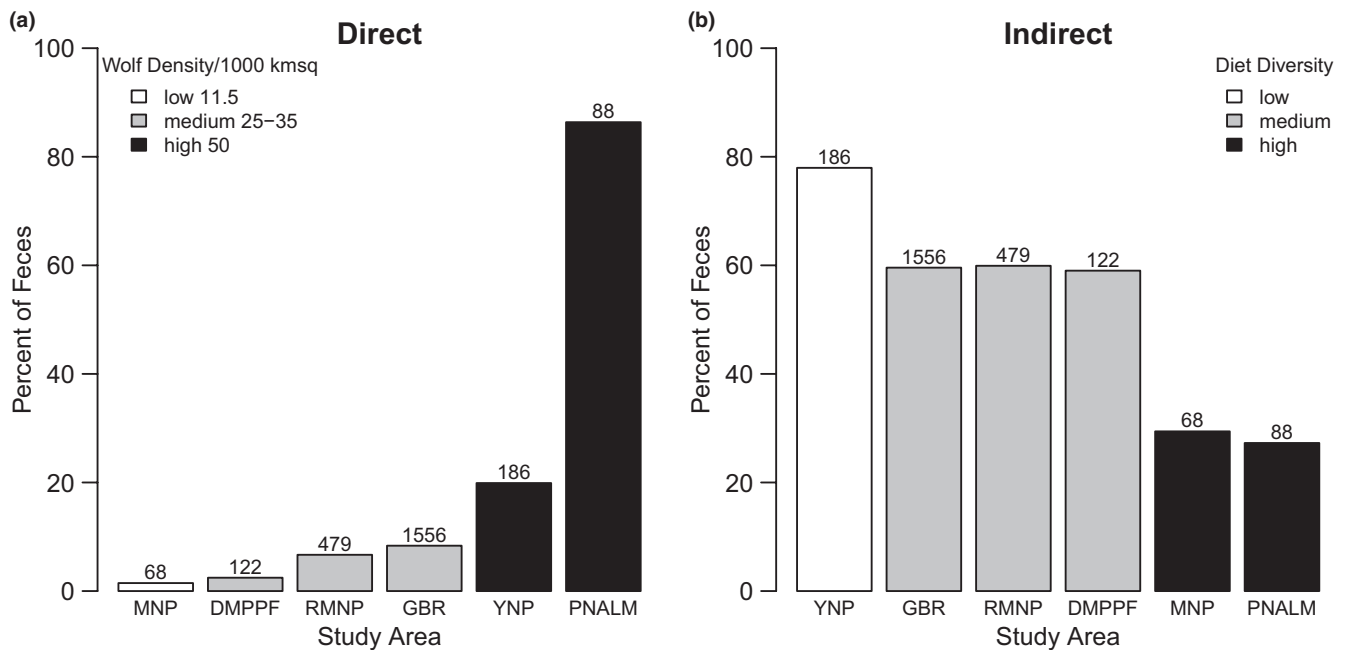 (a)
Direct
Wolf Density/1000 kmsq
low 11.5
medium 25−35
high 50
Percent of Feces
100
80
60
40
20
0
68
122
479
1556
186
88
MNP DMPPF RMNP GBR YNP PNALM
Study Area
(b)
Indirect
Diet Diversity
low
medium
high
Percent of Feces
100
80
60
40
20
0
186
1556
479
122
68
88
YNP GBR RMNP DMPPF MNP PNALM
Study Area